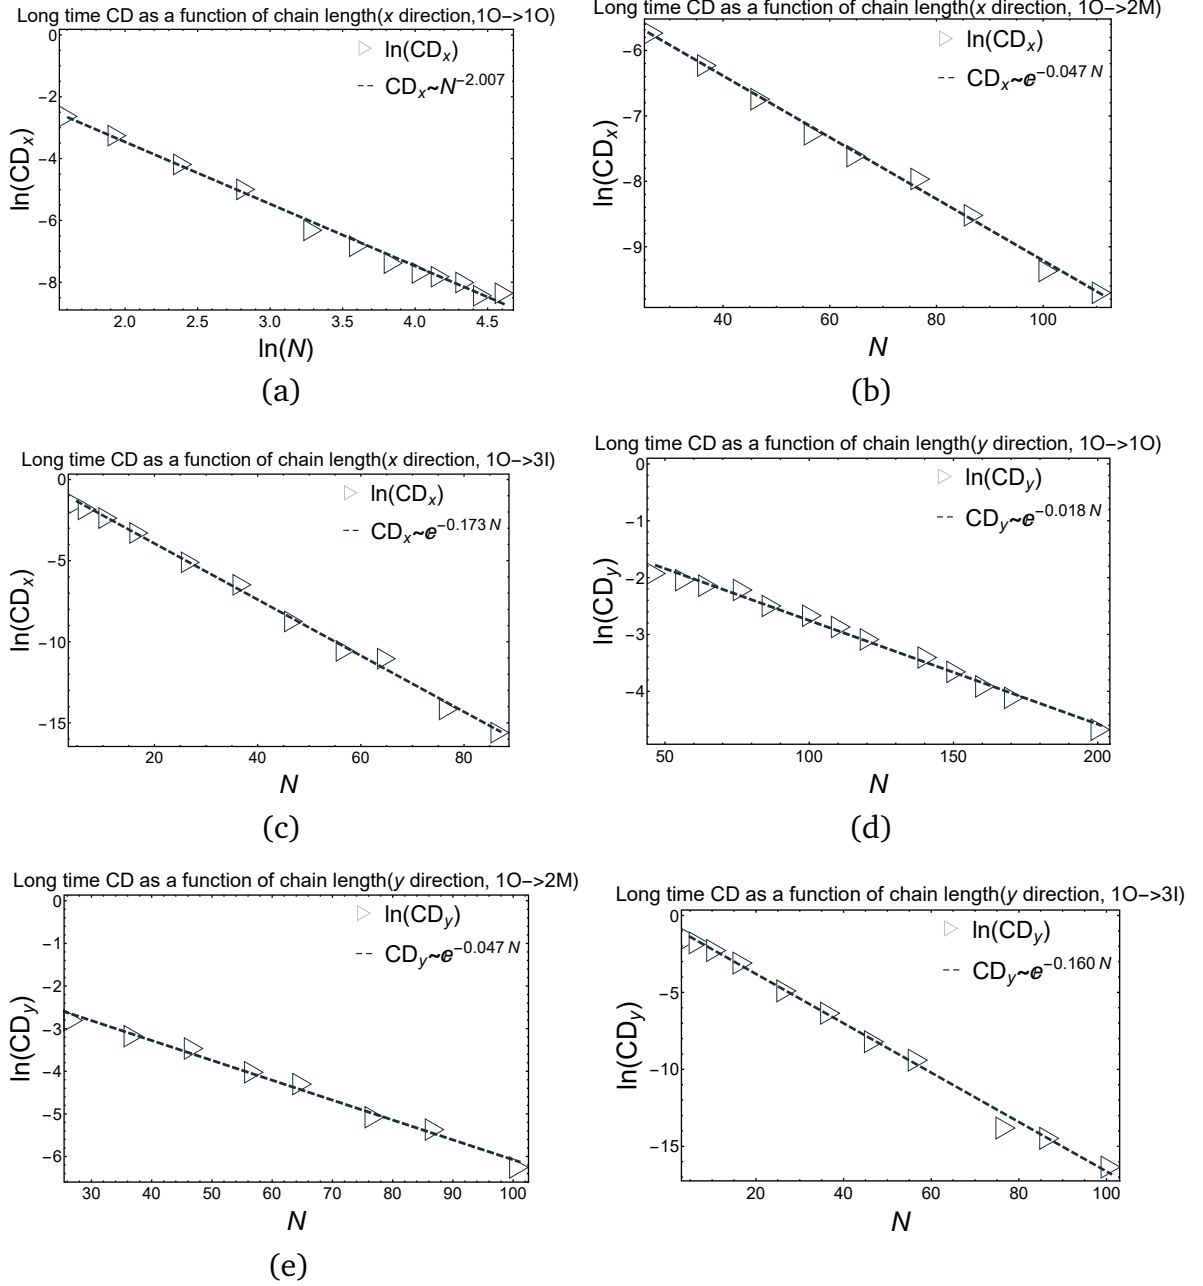 Long time CD as a function of chain length(x direction,1O->1O)
ln(CDx)
CDx~N^-2.007
ln(CDx)
0
−2
−4
−6
−8
2.0 2.5 3.0 3.5 4.0 4.5
ln(N)
(a)
Long time CD as a function of chain length(x direction, 1O->2M)
ln(CDx)
CDx~e^-0.047 N
ln(CDx)
−6
−7
−8
−9
40 60 80 100
N
(b)
Long time CD as a function of chain length(x direction, 1O->3I)
ln(CDx)
CDx~e^-0.173 N
ln(CDx)
0
−5
−10
−15
20 40 60 80
N
(c)
Long time CD as a function of chain length(y direction, 1O->1O)
ln(CDy)
CDy~e^-0.018 N
ln(CDy)
0
−1
−2
−3
−4
50 100 150 200
N
(d)
Long time CD as a function of chain length(y direction, 1O->2M)
ln(CDy)
CDy~e^-0.047 N
ln(CDy)
0
−1
−2
−3
−4
−5
−6
30 40 50 60 70 80 90 100
N
(e)
Long time CD as a function of chain length(y direction, 1O->3I)
ln(CDy)
CDy~e^-0.160 N
ln(CDy)
0
−5
−10
−15
20 40 60 80 100
N